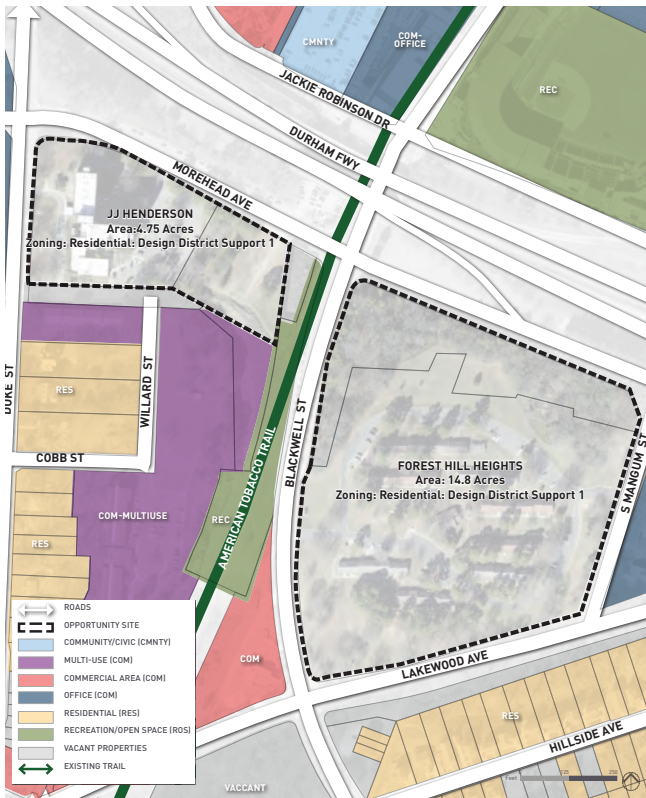 CMNTY
COM-
OFFICE
JACKIE ROBINSON DR
REC
DURHAM FWY
MOREHEAD AVE
JJ HENDERSON
Area:4.75 Acres
Zoning: Residential: Design District Support 1
DUKE ST
RES
WILLARD ST
BLACKWELL ST
COBB ST
FOREST HILL HEIGHTS
Area: 14.8 Acres
Zoning: Residential: Design District Support 1
S MANGUM ST
COM-MULTIUSE
REC
AMERICAN TOBACCO TRAIL
RES
ROADS
OPPORTUNITY SITE
COMMUNITY/CIVIC (CMNTY)
MULTI-USE (COM)
COMMERCIAL AREA (COM)
OFFICE (COM)
RESIDENTIAL (RES)
RECREATION/OPEN SPACE (ROS)
VACANT PROPERTIES
EXISTING TRAIL
COM
LAKEWOOD AVE
RES
HILLSIDE AVE
VACCANT
Feet 0 125 250